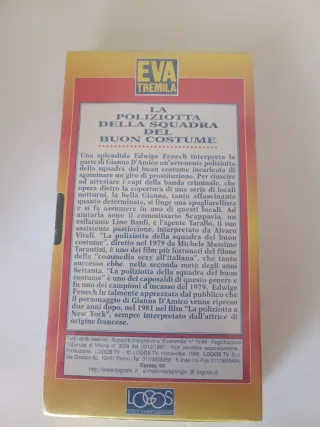 EVA
TREMILA
LA
POLIZIOTTA
DELLA SQUADRA
DEL
BUON COSTUME
Una splendida Edwige Fenech interpreta la
parte di Gianna D'Amico un'avvenente poliziotta
della squadra del buon costume incaricata di
sgominare un giro di prostituzione. Per riuscire
ad arrestare i capi della banda criminale, che
opera dietro la copertura di una serie di locali
notturni, la bella Gianna, tanto affascinante
quanto determinata, si finge una spogliarellista
e si fa assumere in uno di questi locali. Ad
aiutarla sono il commissario Scappavia, un
esilarante Lino Banfi, e l'agente Tarallo, il suo
assistente pasticcione, interpretato da Alvaro
Vitali. "La poliziotta della squadra del buon
costume", diretto nel 1979 da Michele Massimo
Tarantini, è uno dei film più fortunati del filone
della "commedia sexy all'italiana", che tanto
successo ebbe nella seconda metà degli anni
Settanta. "La poliziotta della squadra del buon
costume" è uno dei caposaldi di questo genere e
fu uno dei campioni d'incasso del 1979. Edwige
Fenech fu talmente apprezzata dal pubblico che
il personaggio di Gianna D'Amico venne ripreso
due anni dopo, nel 1981 nel film "La poliziotta a
New York", sempre interpretato dall'attrice di
origine francese.
Tutti i diritti riservati
LOGOS TV
Durata: 94'
LOGOS